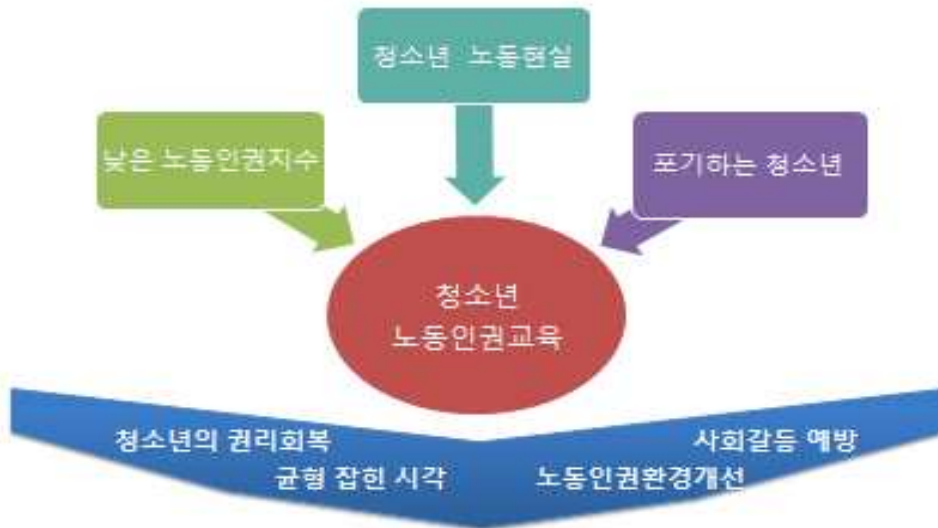 청소년 노동현실
낮은 노동인권지수
포기하는 청소년
청소년
노동인권교육
청소년의 권리회복
사회갈등 예방
균형 잡힌 시각
노동인권환경개선